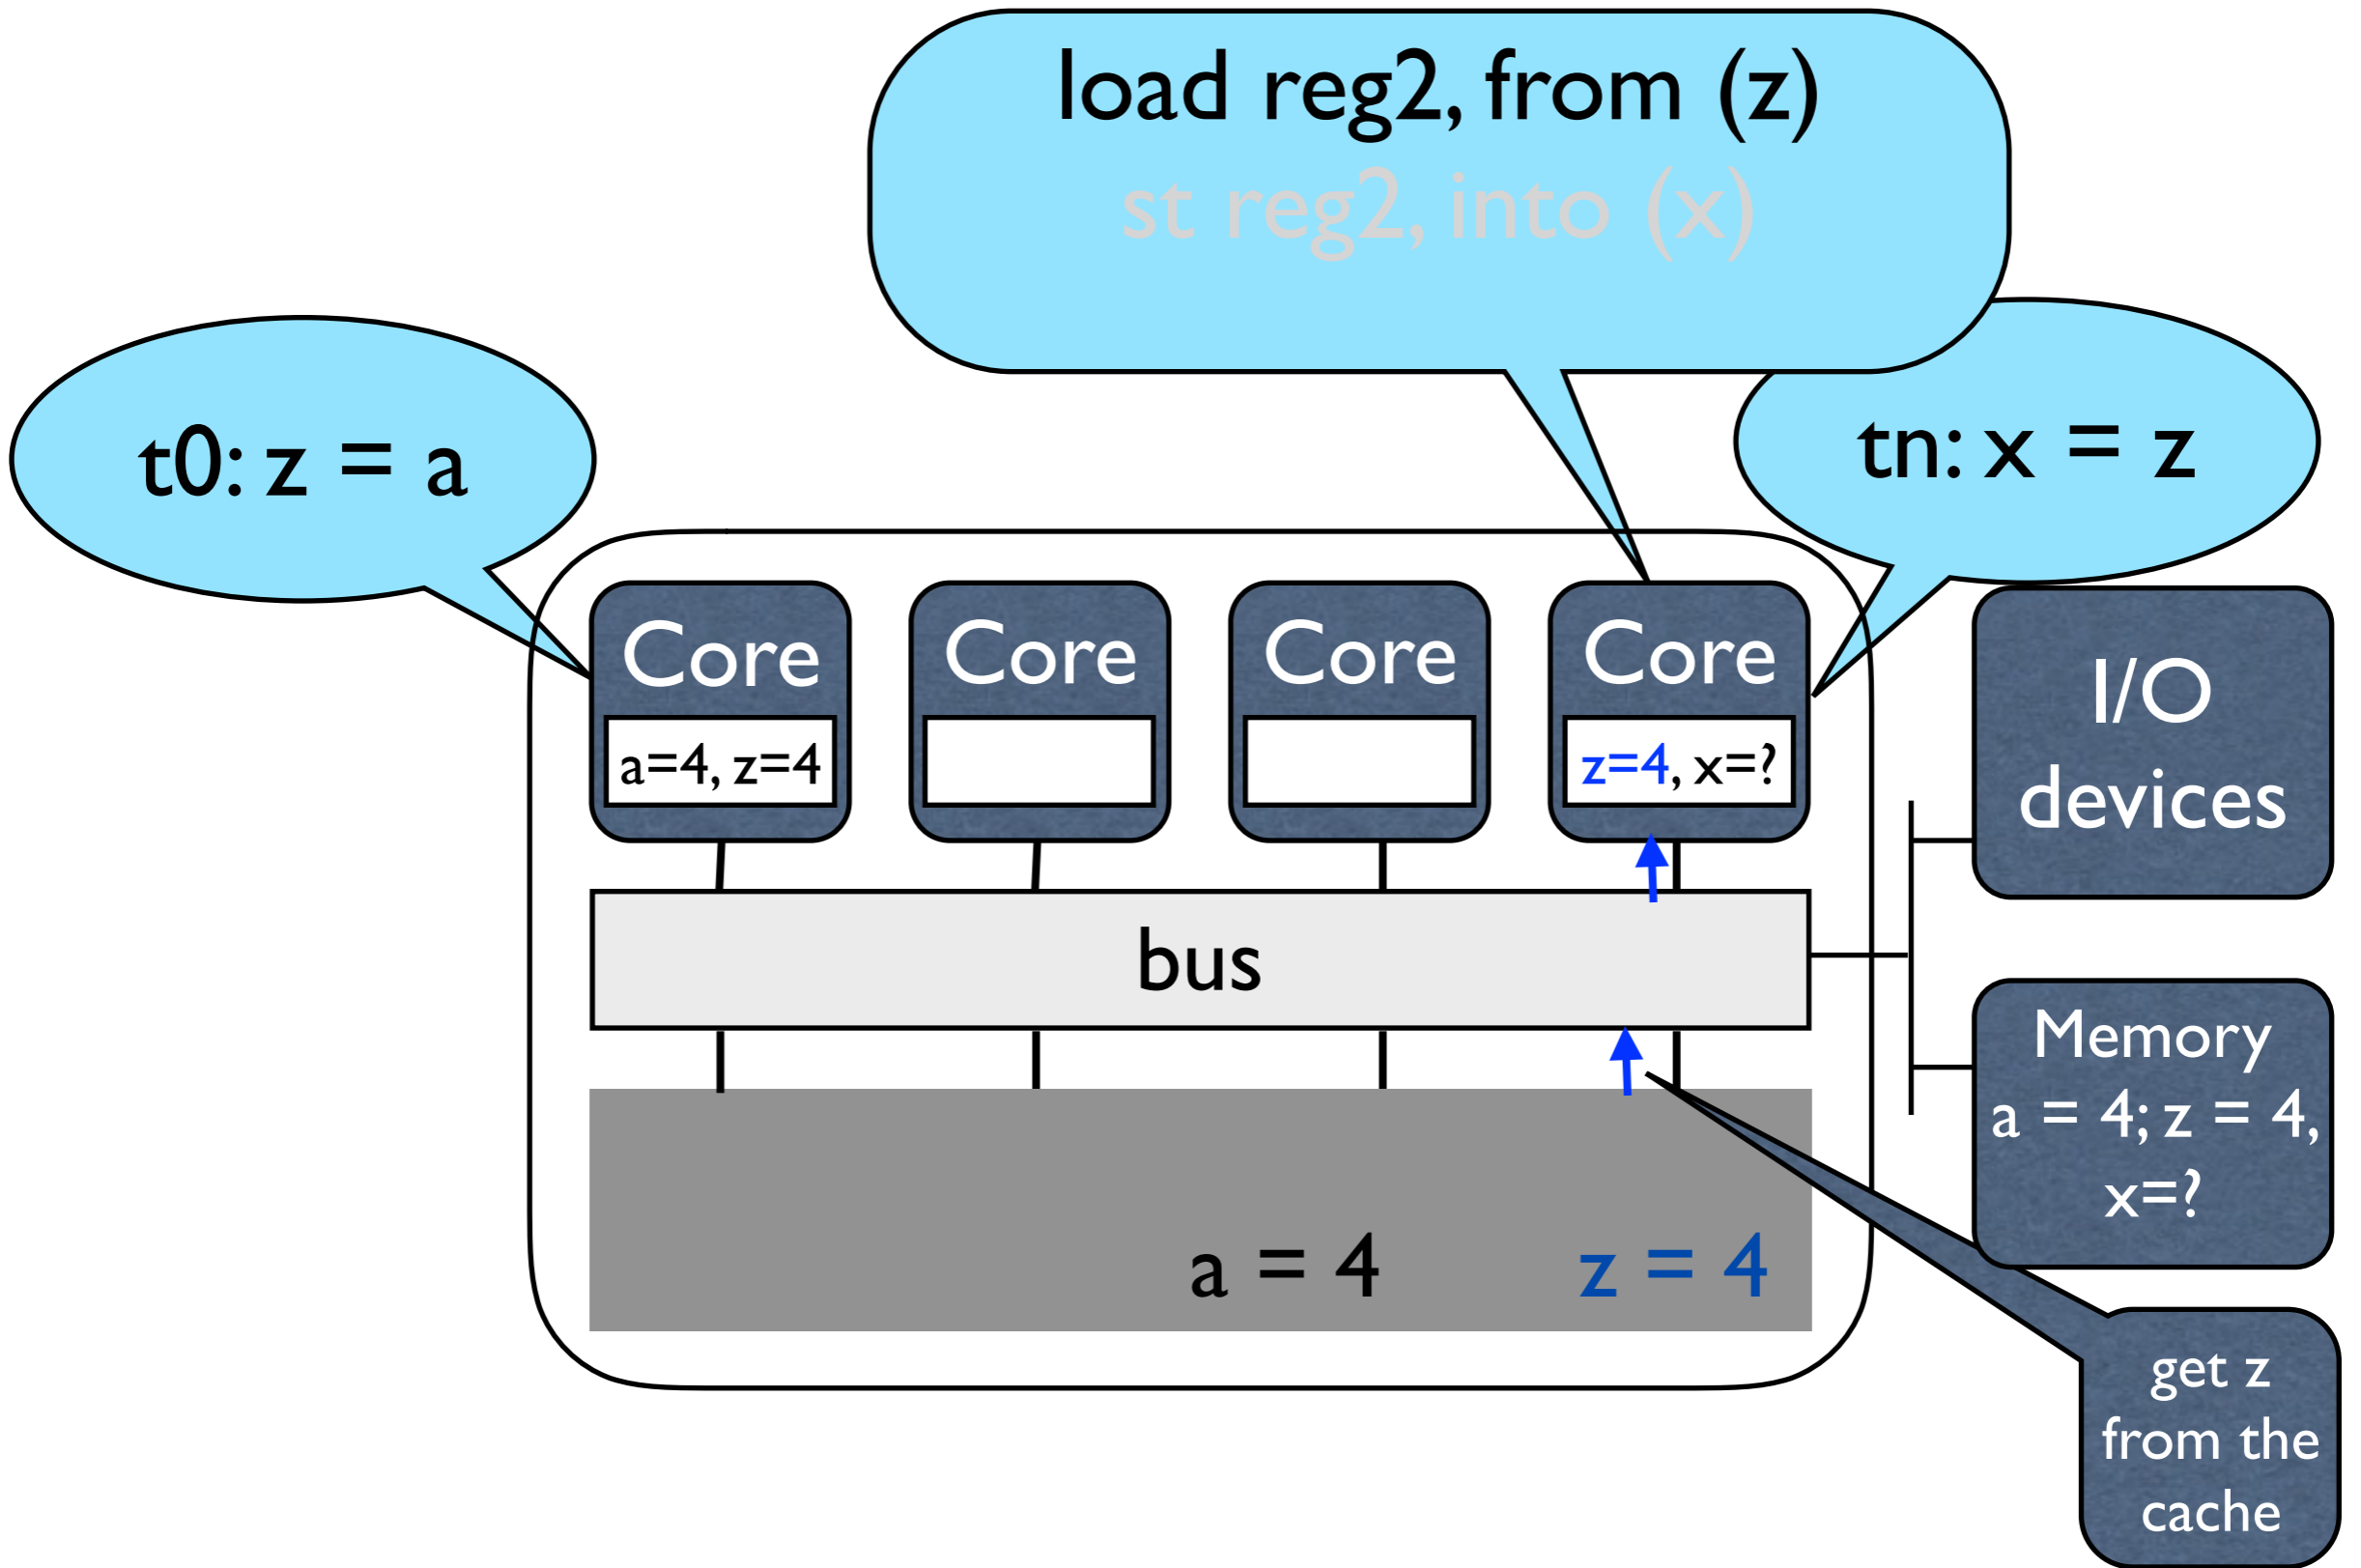 load reg2, from (z)
st reg2, into (x)
t0: z = a
tn: x = z
Core
Core
Core
Core
a=4, z=4
z=4, x=?
I/O
devices
bus
Memory
a = 4; z = 4,
x=?
a = 4
z = 4
get z
from the
cache